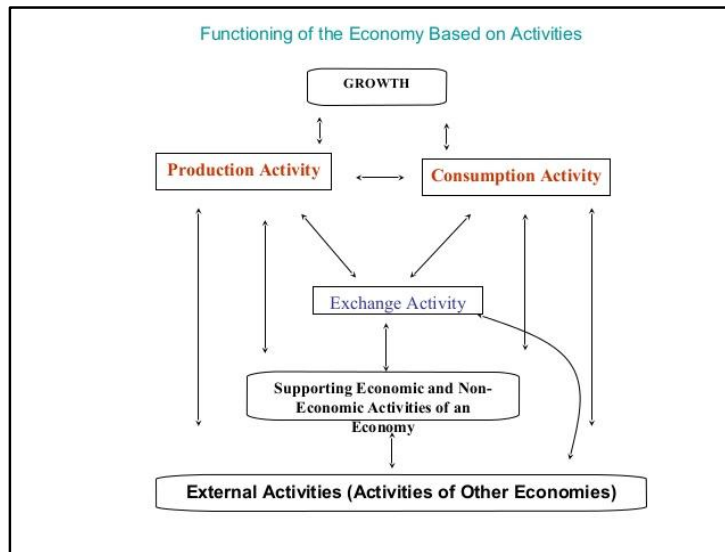 Functioning of the Economy Based on Activities
GROWTH
Production Activity
Consumption Activity
Exchange Activity
Supporting Economic and Non-
Economic Activities of an
Economy
External Activities (Activities of Other Economies)